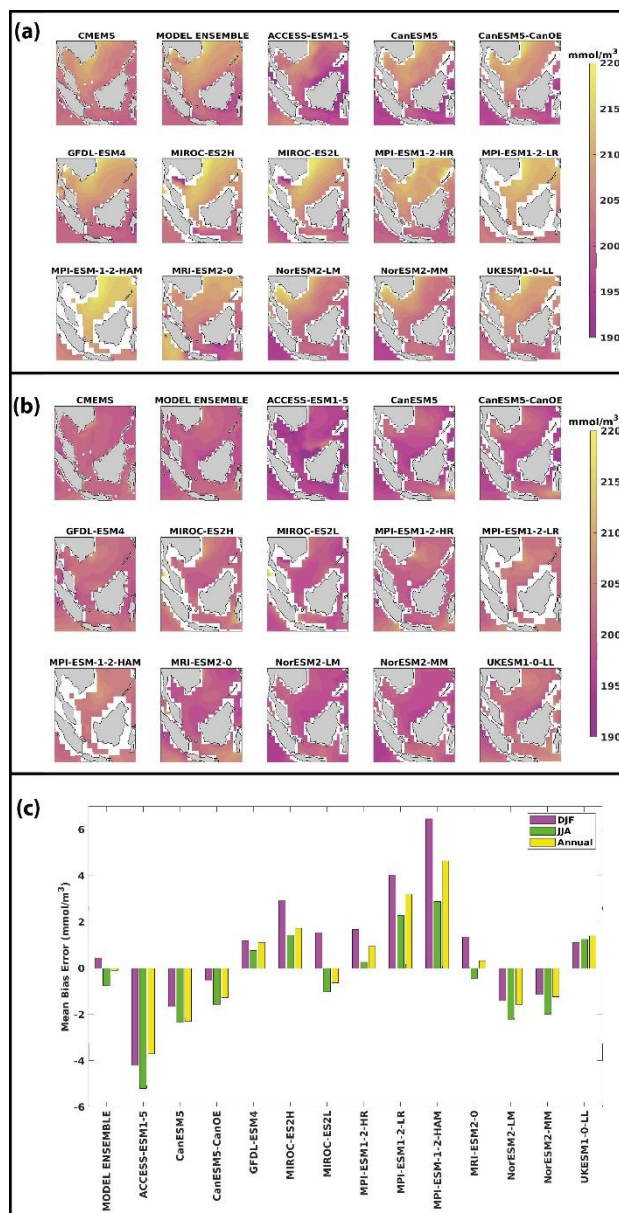 (a)
CMEMS MODEL ENSEMBLE ACCESS-ESM1-5 CanESM5 CanESM5-CanOE
mmol/m³
220
215
210
205
200
195
190
GFDL-ESM4 MIROC-ES2H MIROC-ES2L MPI-ESM1-2-HR MPI-ESM1-2-LR
MPI-ESM-1-2-HAM MRI-ESM2-0 NorESM2-LM NorESM2-MM UKESM1-0-LL
(b)
CMEMS MODEL ENSEMBLE ACCESS-ESM1-5 CanESM5 CanESM5-CanOE
mmol/m³
220
215
210
205
200
195
190
GFDL-ESM4 MIROC-ES2H MIROC-ES2L MPI-ESM1-2-HR MPI-ESM1-2-LR
MPI-ESM-1-2-HAM MRI-ESM2-0 NorESM2-LM NorESM2-MM UKESM1-0-LL
(c)
DJF
JJA
Annual
Mean Bias Error (mmol/m³)
6
4
2
0
-2
-4
-6
MODEL ENSEMBLE
ACCESS-ESM1-5
CanESM5
CanESM5-CanOE
GFDL-ESM4
MIROC-ES2H
MIROC-ES2L
MPI-ESM1-2-HR
MPI-ESM1-2-LR
MPI-ESM-1-2-HAM
MRI-ESM2-0
NorESM2-LM
NorESM2-MM
UKESM1-0-LL